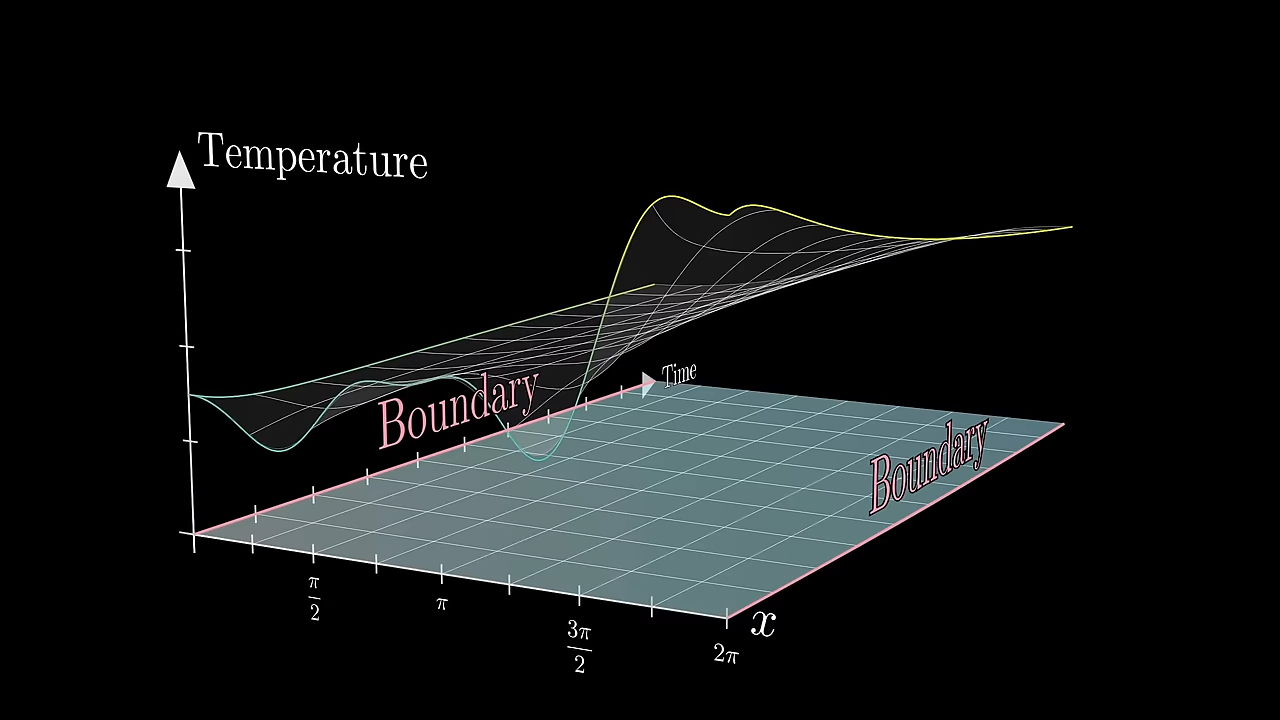 Temperature
Time
Boundary
Boundary
π/2
π
3π/2
2π
x